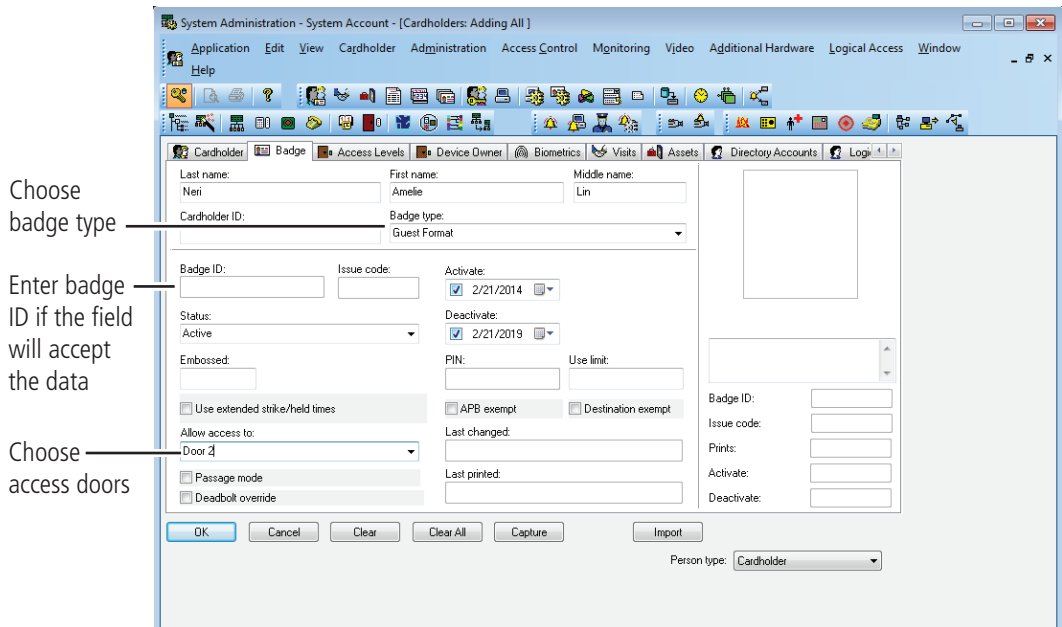 System Administration - System Account - [Cardholders: Adding All ]
Application Edit View Cardholder Administration Access Control Monitoring Video Additional Hardware Logical Access Window
Help
Cardholder Badge Access Levels Device Owner Biometrics Visits Assets Directory Accounts Logi
Last name: First name: Middle name:
Neri Amelie Lin
Choose
badge type
Cardholder ID: Badge type:
Guest Format
Enter badge
ID if the field
will accept
the data
Badge ID: Issue code: Activate:
2/21/2014
Status: Deactivate:
Active 2/21/2019
Embossed: PIN: Use limit:
Use extended strike/held times APB exempt Destination exempt
Choose
access doors
Allow access to: Last changed:
Door 2
Passage mode Last printed:
Deadbolt override
Badge ID:
Issue code:
Prints:
Activate:
Deactivate:
OK Cancel Clear Clear All Capture Import
Person type: Cardholder